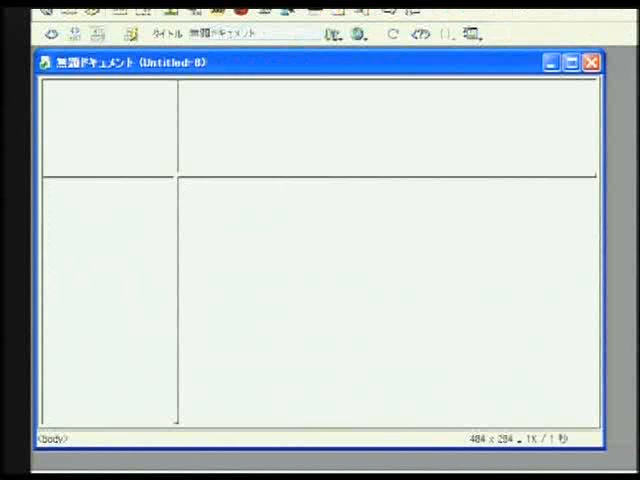 タイトル 無題ドキュメント
無題ドキュメント (Untitled-8)
<body>
484 x 284 - 1K / 1 秒